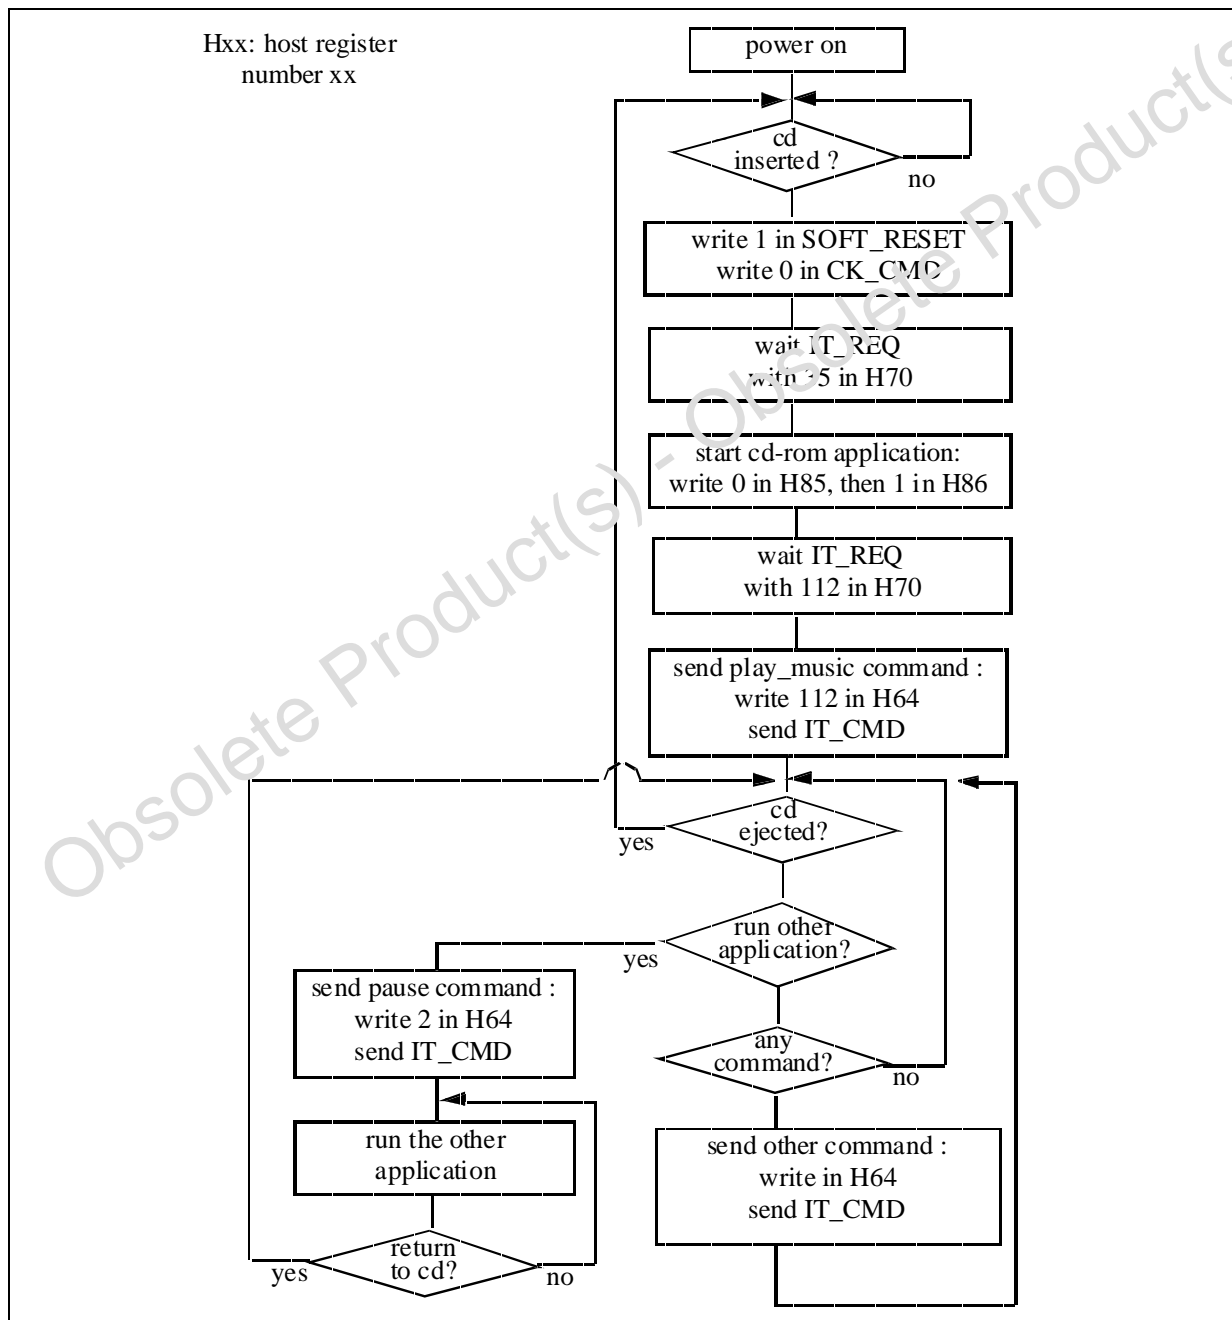 Hxx: host register
number xx
power on
cd
inserted ?
no
write 1 in SOFT_RESET
write 0 in CK_CMD
wait IT_REQ
with 35 in H70
start cd-rom application:
write 0 in H85, then 1 in H86
wait IT_REQ
with 112 in H70
send play_music command :
write 112 in H64
send IT_CMD
cd
ejected?
yes
run other
application?
yes
send pause command :
write 2 in H64
send IT_CMD
any
command?
no
run the other
application
send other command :
write in H64
send IT_CMD
return
to cd?
yes
no
Obsolete Product(s) - Obsolete Product(s